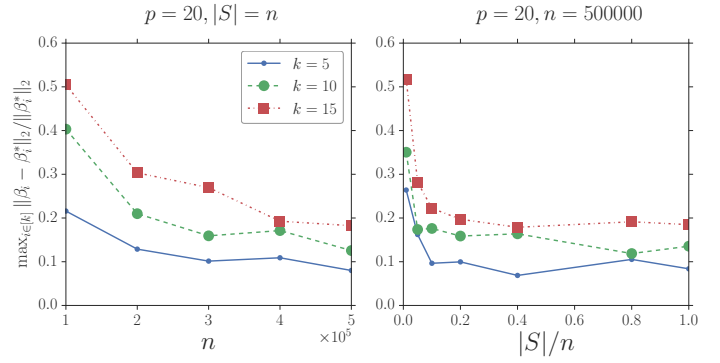 p = 20, |S| = n
p = 20, n = 500000
max_{i∈[k]} ||β_i − β_i^*||_2/||β_i^*||_2
0.6
0.5
0.4
0.3
0.2
0.1
0.0
k = 5
k = 10
k = 15
1 2 3 4 5
×10^5
n
0.6
0.5
0.4
0.3
0.2
0.1
0.0
0.0 0.2 0.4 0.6 0.8 1.0
|S|/n